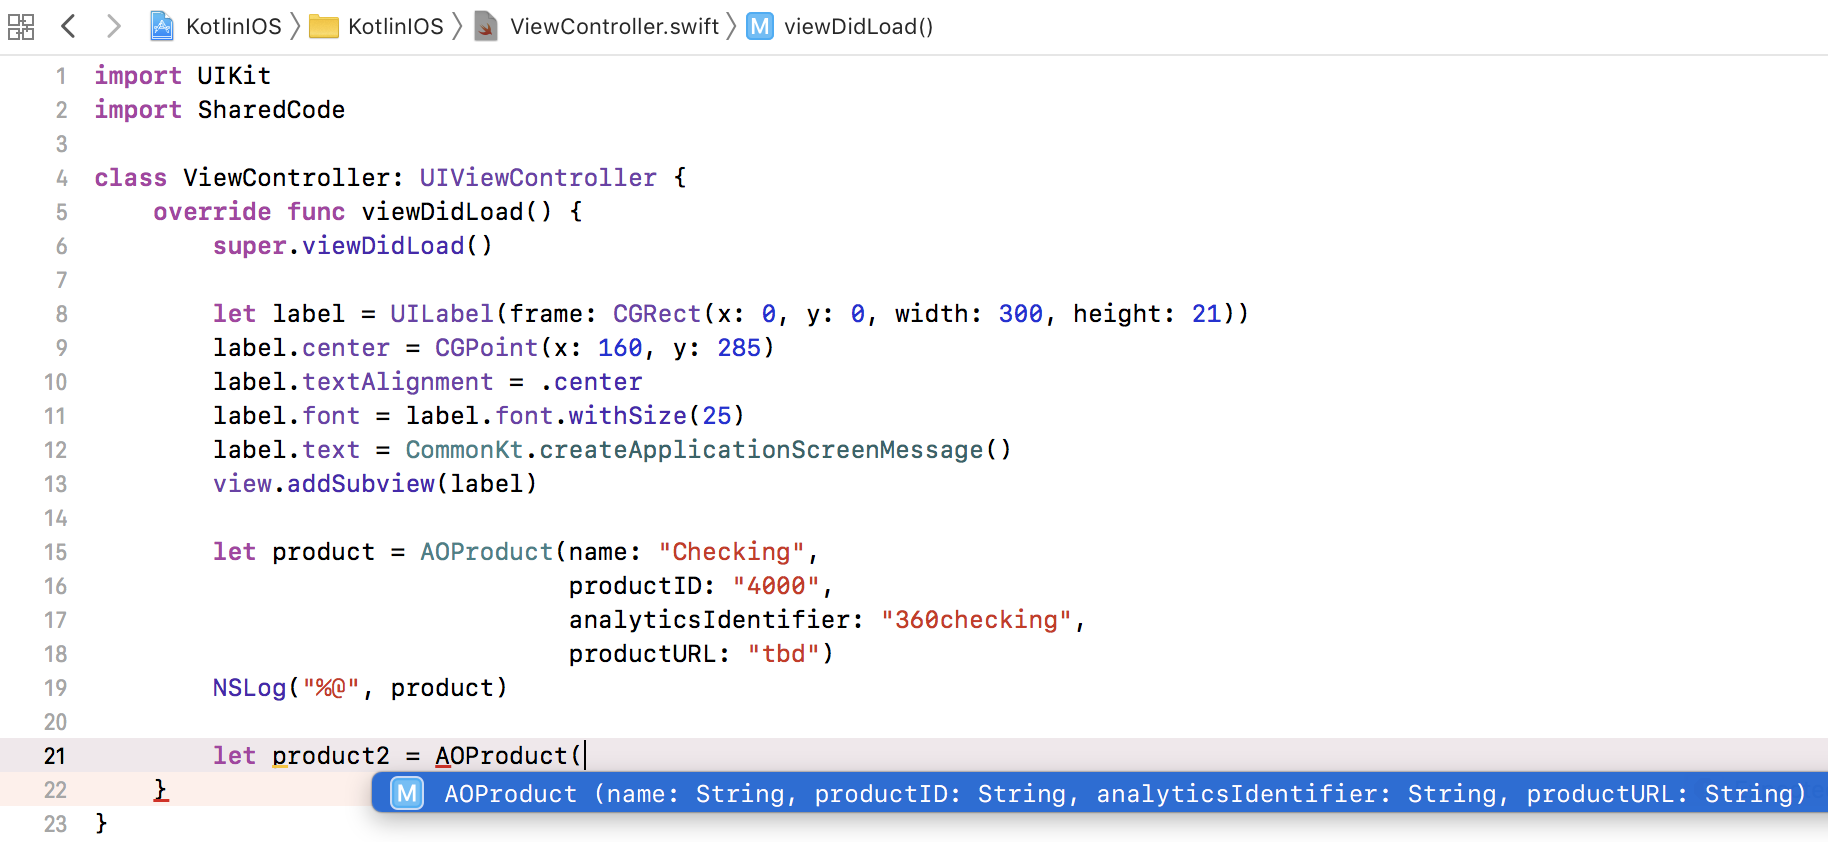 KotlinIOS KotlinIOS ViewController.swift M viewDidLoad()
1 import UIKit
2 import SharedCode
3
4 class ViewController: UIViewController {
5     override func viewDidLoad() {
6         super.viewDidLoad()
7
8         let label = UILabel(frame: CGRect(x: 0, y: 0, width: 300, height: 21))
9         label.center = CGPoint(x: 160, y: 285)
10         label.textAlignment = .center
11         label.font = label.font.withSize(25)
12         label.text = CommonKt.createApplicationScreenMessage()
13         view.addSubview(label)
14
15         let product = AOProduct(name: "Checking",
16                                 productID: "4000",
17                                 analyticsIdentifier: "360checking",
18                                 productURL: "tbd")
19         NSLog("%@", product)
20
21         let product2 = AOProduct(
22     }
M AOProduct (name: String, productID: String, analyticsIdentifier: String, productURL: String)
23 }